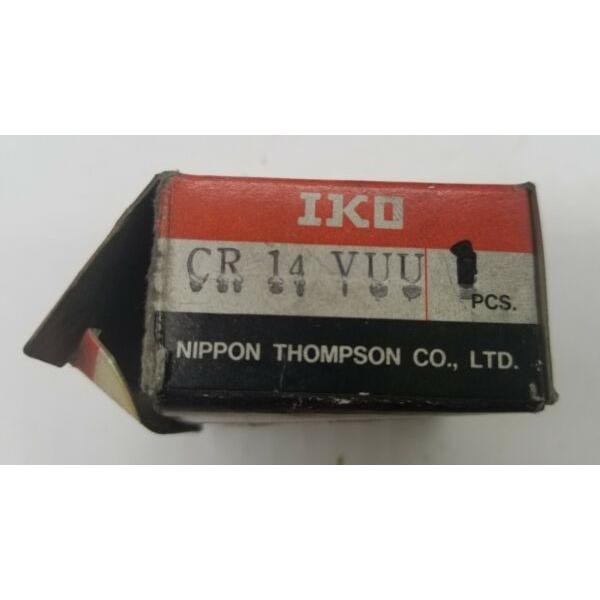 IKO
CR 14 VUU 1
PCS.
NIPPON THOMPSON CO., LTD.